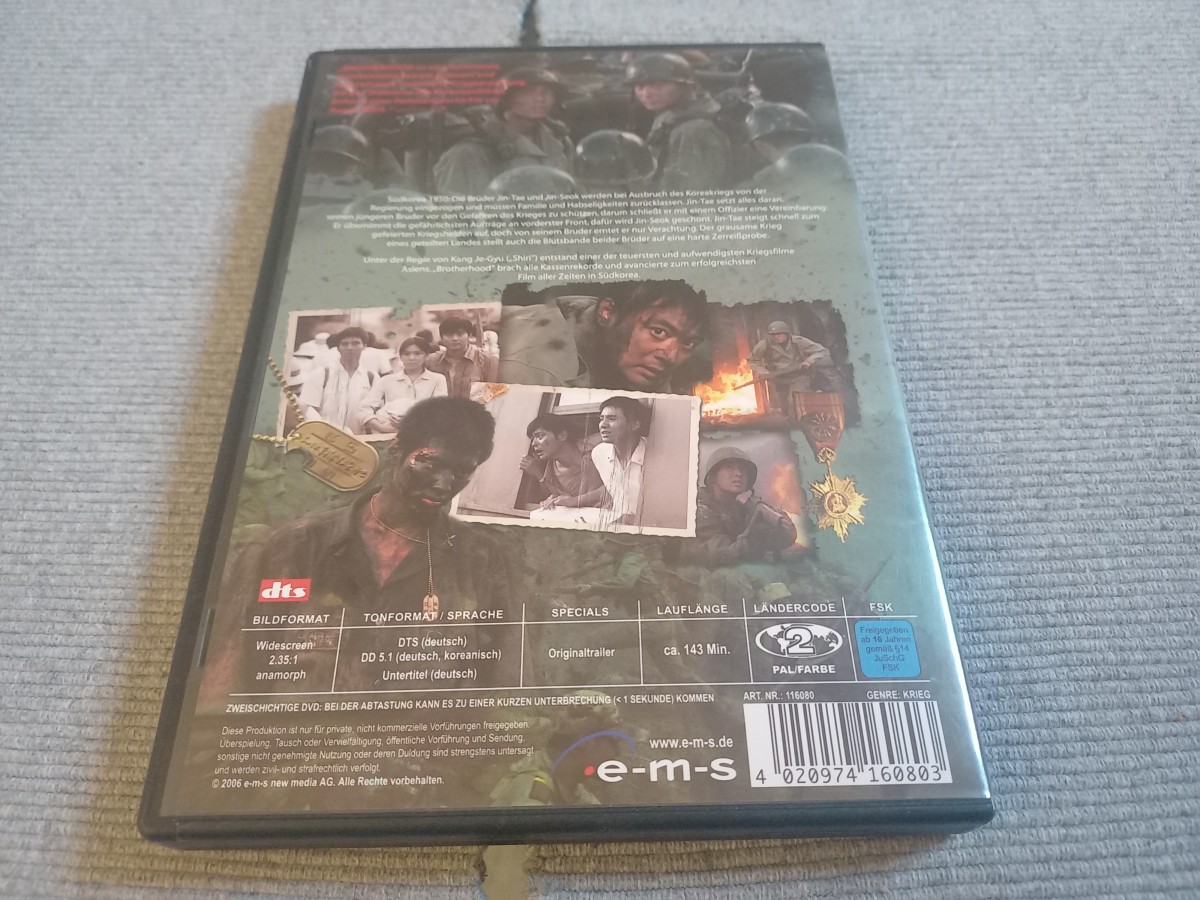 Südkorea 1950: Die Brüder Jin-Tae und Jin-Seok werden bei Ausbruch des Koreakriegs von der
Regierung eingezogen und müssen Familie und Habseligkeiten zurücklassen. Jin-Tae setzt alles daran,
seinen jüngeren Bruder vor den Gefahren des Krieges zu schützen, darum schließt er mit einem Offizier eine Vereinbarung.
Er übernimmt die gefährlichsten Aufträge an vorderster Front, dafür wird Jin-Seok geschont. Jin-Tae steigt schnell zum
gefeierten Kriegshelden auf, doch von seinem Bruder erntet er nur Verachtung. Der grausame Krieg
eines geteilten Landes stellt auch die Blutsbande beider Brüder auf eine harte Zerreißprobe.
Unter der Regie von Kang Je-Gyu („Shiri“) entstand einer der teuersten und aufwendigsten Kriegsfilme
Asiens. „Brotherhood“ brach alle Kassenrekorde und avancierte zum erfolgreichsten
Film aller Zeiten in Südkorea.
dts
BILDFORMAT
TONFORMAT / SPRACHE
SPECIALS
LAUFLÄNGE
LÄNDERCODE
FSK
Widescreen
2.35:1
anamorph
DTS (deutsch)
DD 5.1 (deutsch, koreanisch)
Untertitel (deutsch)
Originaltrailer
ca. 143 Min.
2
PAL/FARBE
Freigegeben
ab 16 Jahren
gemäß §14
JuSchG
FSK
ZWEISCHICHTIGE DVD: BEI DER ABTASTUNG KANN ES ZU EINER KURZEN UNTERBRECHUNG (< 1 SEKUNDE) KOMMEN
ART. NR.: 116080
GENRE: KRIEG
Diese Produktion ist nur für private, nicht kommerzielle Vorführungen freigegeben.
Überspielung, Tausch oder Vervielfältigung, öffentliche Vorführung und Sendung,
sonstige nicht genehmigte Nutzung oder deren Duldung sind strengstens untersagt
und werden zivil- und strafrechtlich verfolgt.
© 2006 e-m-s new media AG. Alle Rechte vorbehalten.
www.e-m-s.de
e-m-s
4 020974 160803